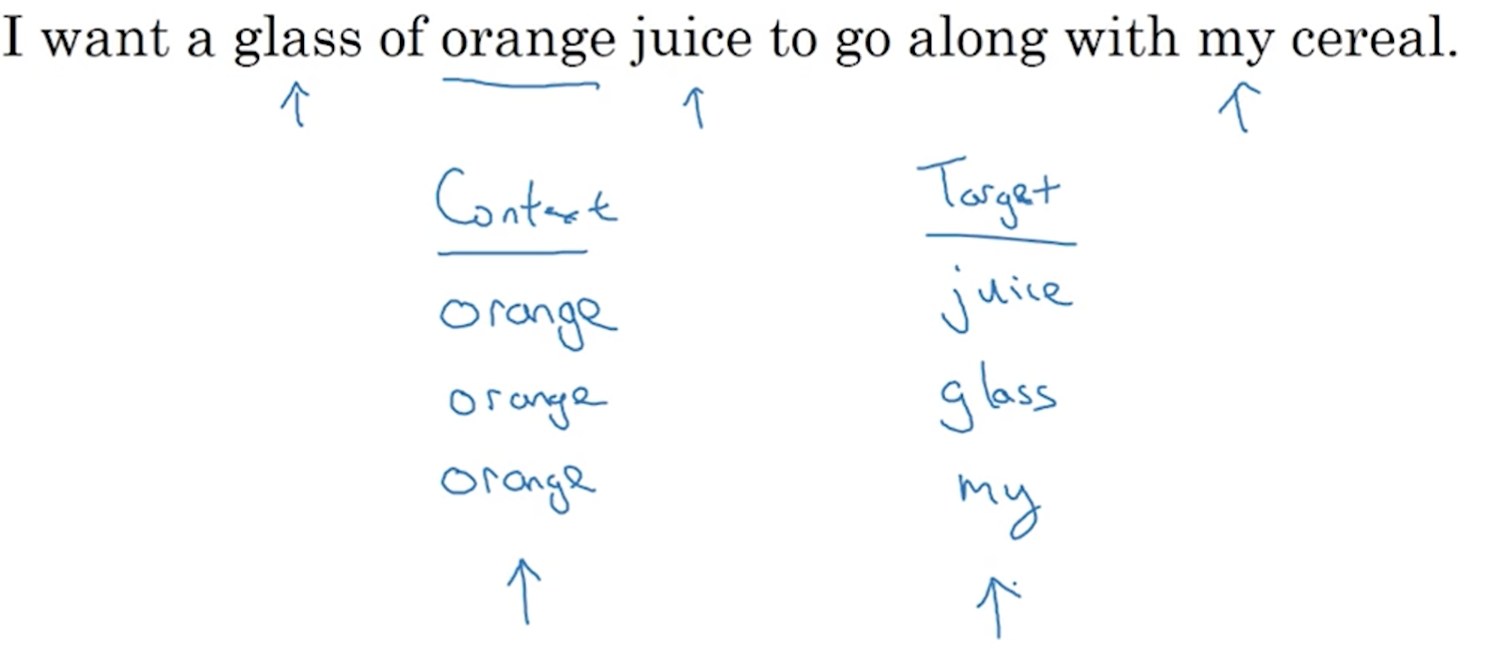 I want a glass of orange juice to go along with my cereal.
Context Target
orange juice
orange glass
orange my